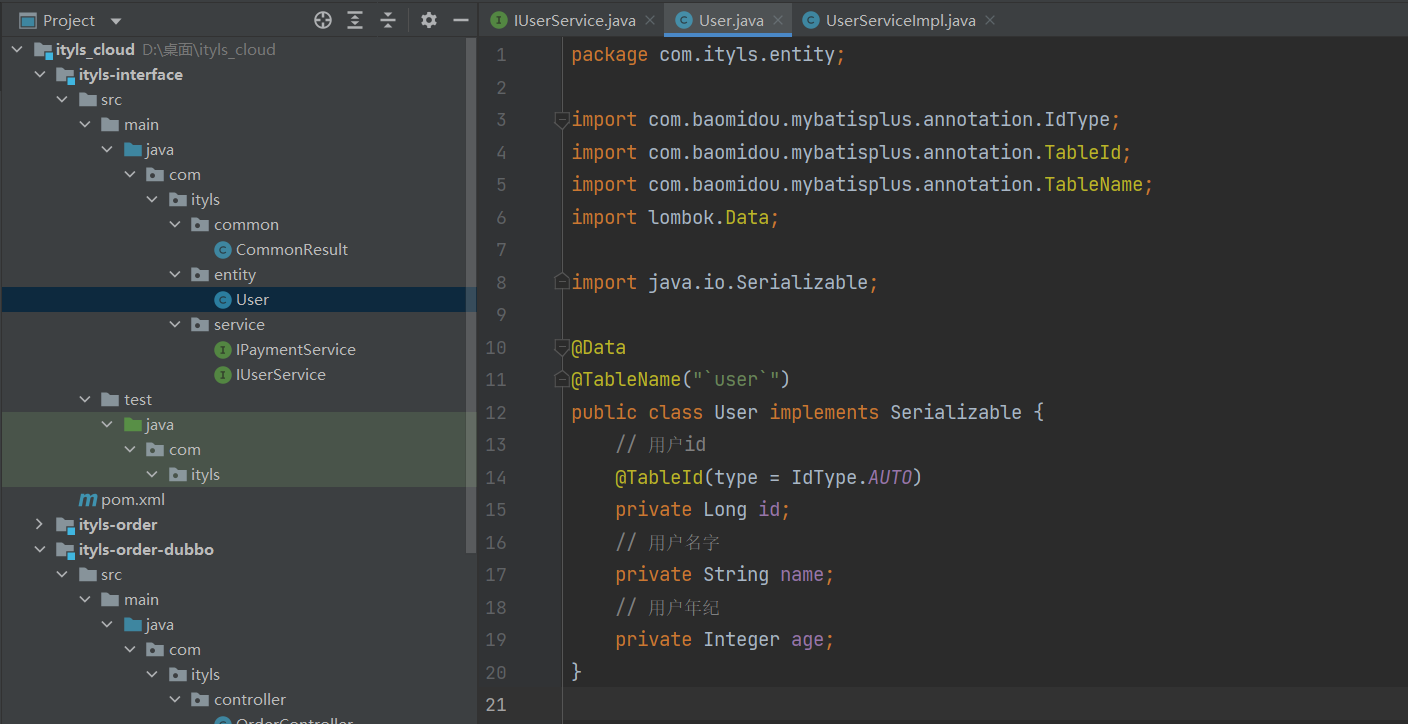 Project
ityls_cloud D:\桌面\ityls_cloud
ityls-interface
src
main
java
com
ityls
common
CommonResult
entity
User
service
IPaymentService
IUserService
test
java
com
ityls
pom.xml
ityls-order
ityls-order-dubbo
src
main
java
com
ityls
controller
OrderController
IUserService.java User.java UserServiceImpl.java
1 package com.ityls.entity;
2
3 import com.baomidou.mybatisplus.annotation.IdType;
4 import com.baomidou.mybatisplus.annotation.TableId;
5 import com.baomidou.mybatisplus.annotation.TableName;
6 import lombok.Data;
7
8 import java.io.Serializable;
9
10 @Data
11 @TableName("`user`")
12 public class User implements Serializable {
13 // 用户id
14 @TableId(type = IdType.AUTO)
15 private Long id;
16 // 用户名字
17 private String name;
18 // 用户年纪
19 private Integer age;
20 }
21